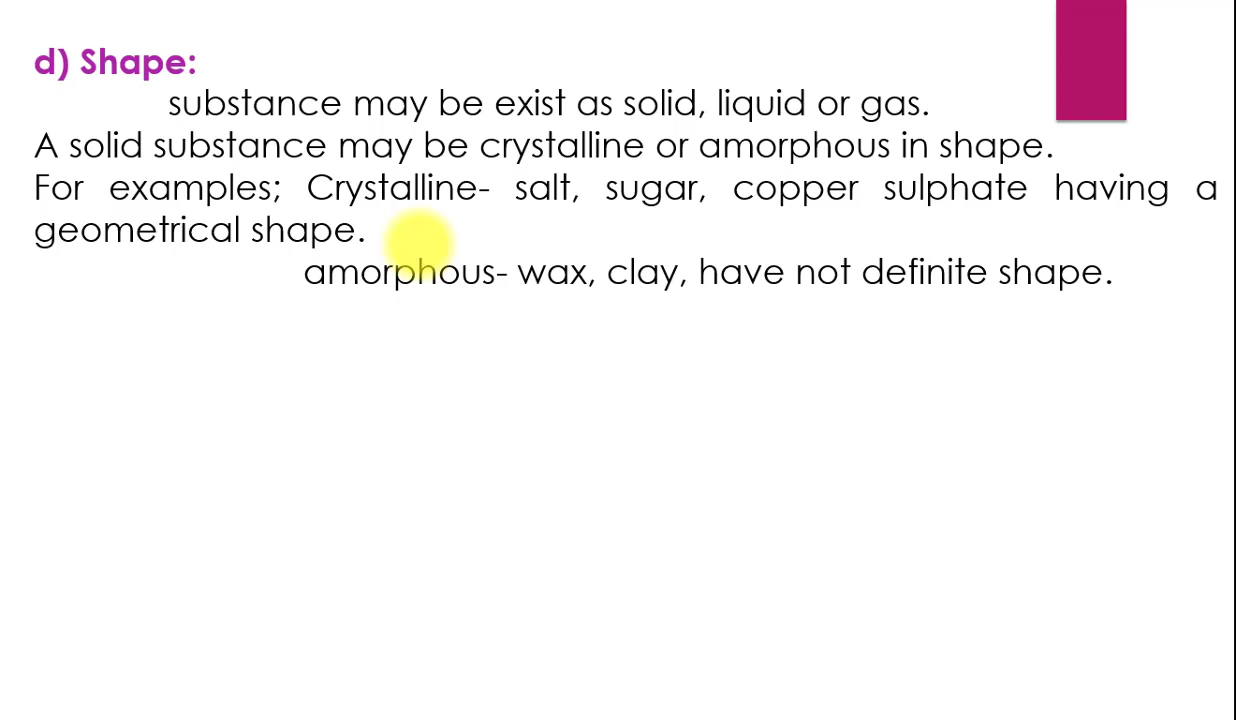 d) Shape:
substance may be exist as solid, liquid or gas.
A solid substance may be crystalline or amorphous in shape.
For examples; Crystalline- salt, sugar, copper sulphate having a
geometrical shape.
amorphous- wax, clay, have not definite shape.